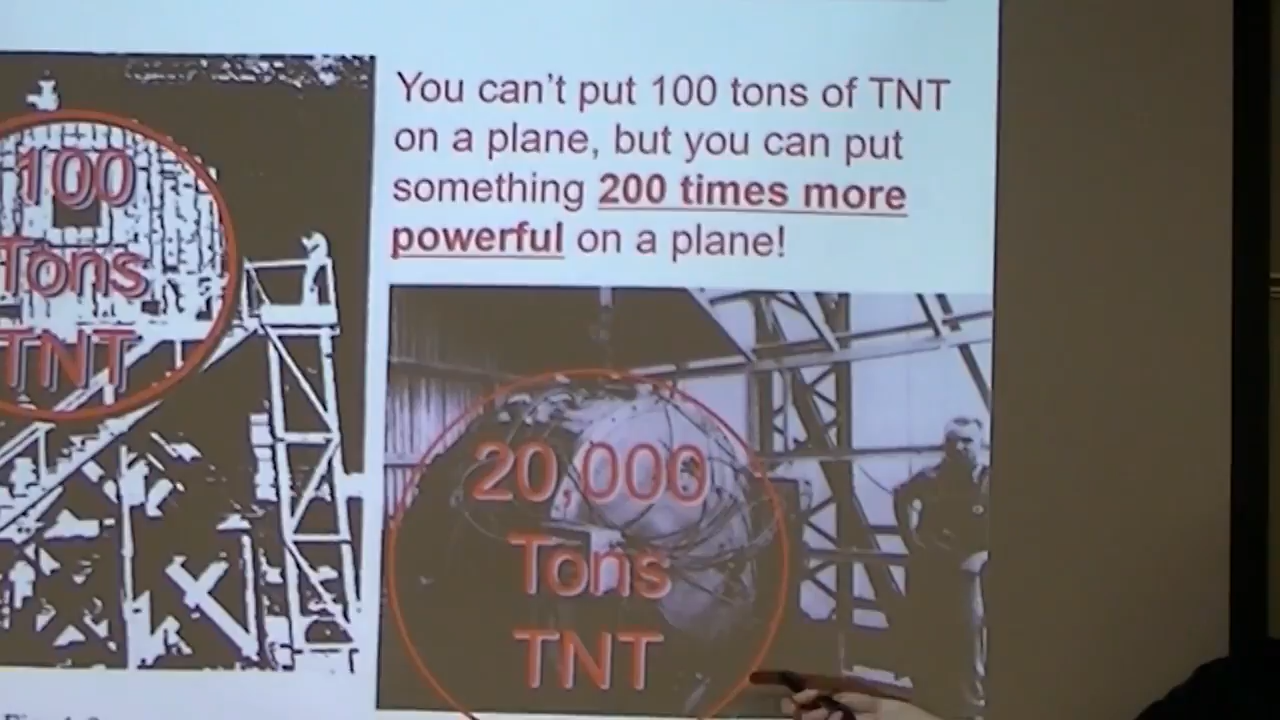 You can't put 100 tons of TNT
on a plane, but you can put
something 200 times more
powerful on a plane!
100
Tons
TNT
20,000
Tons
TNT